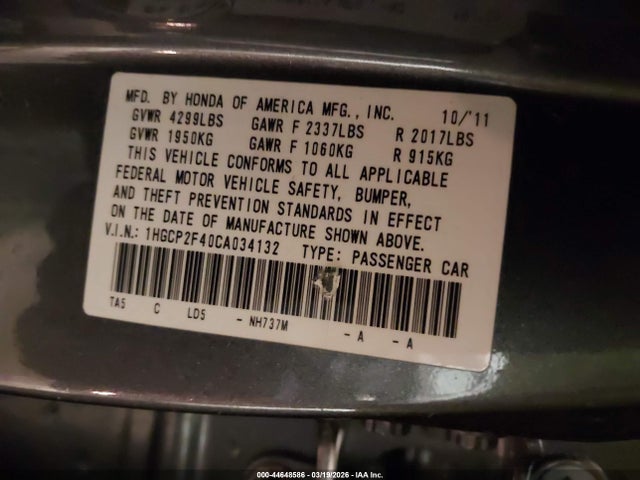 MFD. BY HONDA OF AMERICA MFG., INC. 10/'11
GVWR 4299LBS GAWR F 2337LBS R 2017LBS
GVWR 1950KG GAWR F 1060KG R 915KG
THIS VEHICLE CONFORMS TO ALL APPLICABLE
FEDERAL MOTOR VEHICLE SAFETY, BUMPER,
AND THEFT PREVENTION STANDARDS IN EFFECT
ON THE DATE OF MANUFACTURE SHOWN ABOVE.
V.I.N.: 1HGCP2F40CA034132 TYPE: PASSENGER CAR
TA5 C LD5 - NH737M - A - A
000-44648586 - 03/19/2026 - IAA Inc.